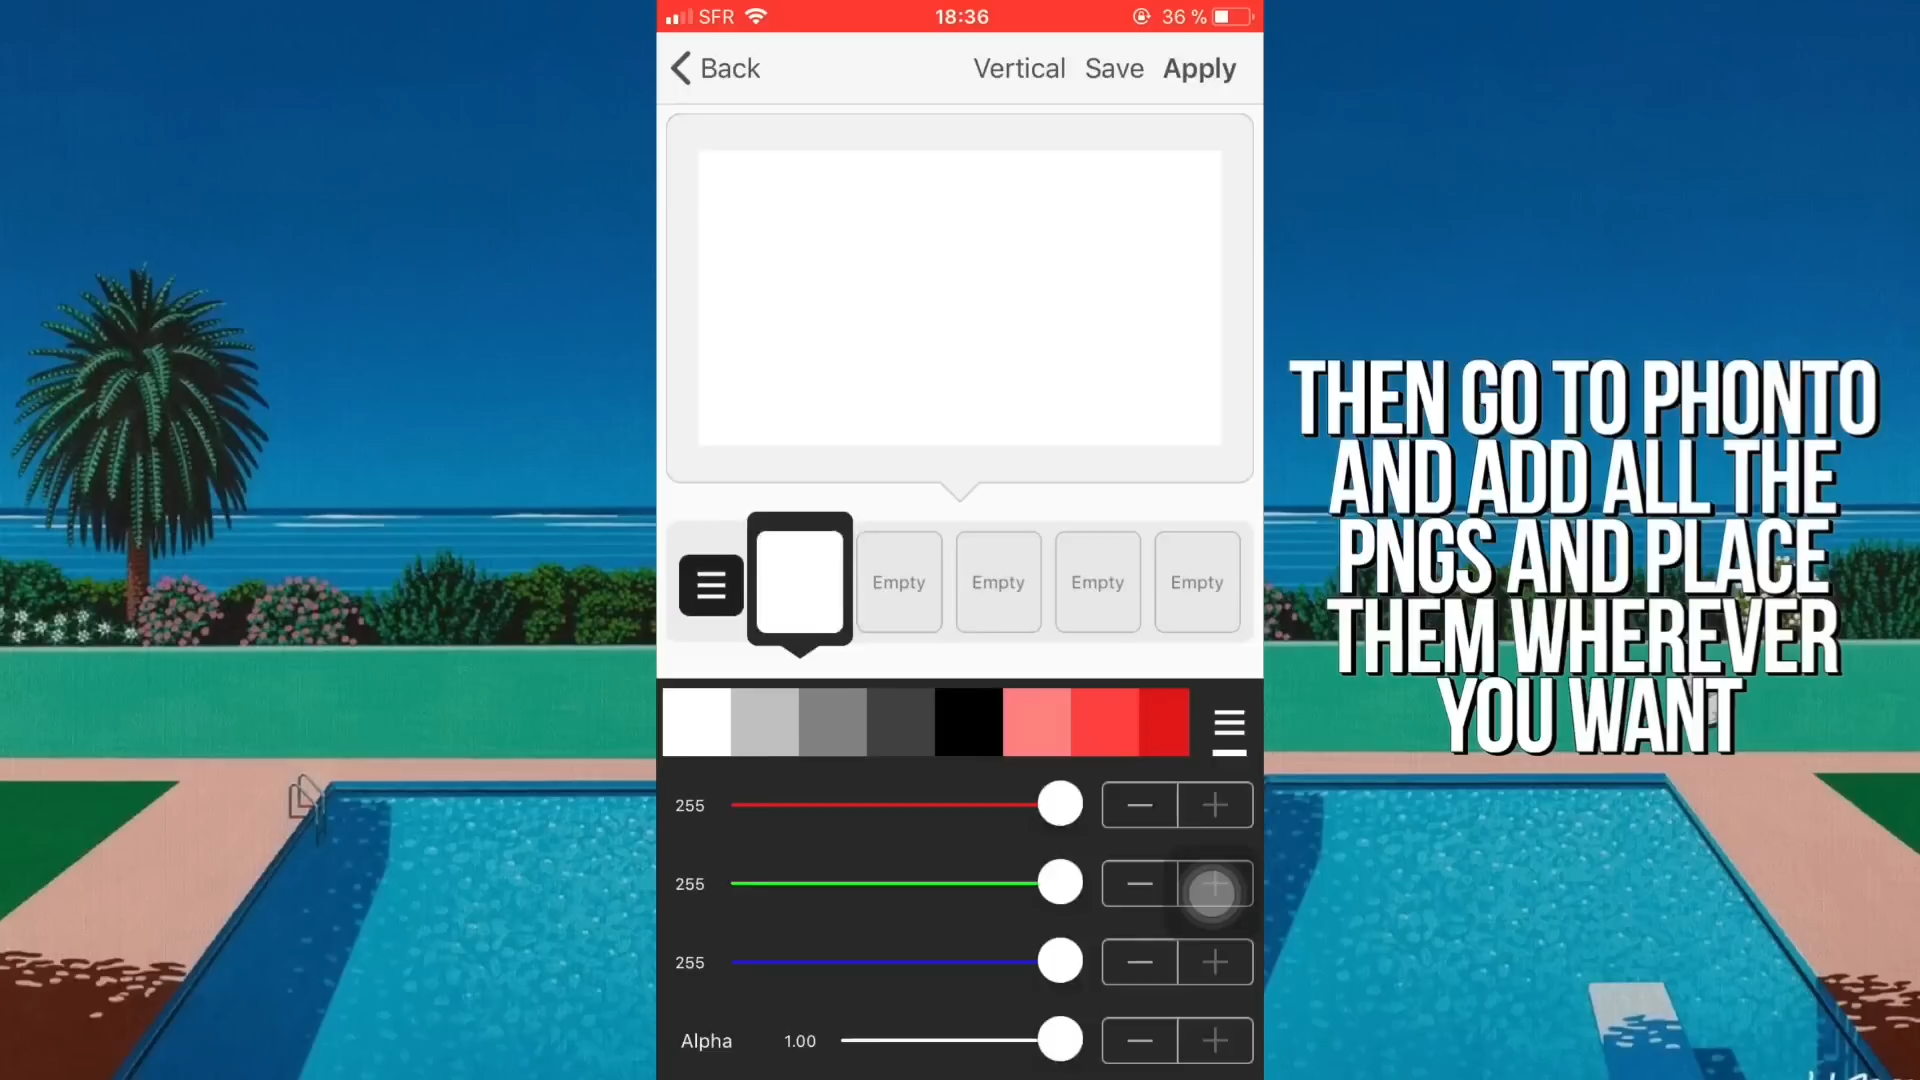 SFR
18:36
36 %
Back
Vertical
Save
Apply
Empty
Empty
Empty
Empty
255
255
255
Alpha
1.00
THEN GO TO PHONTO
AND ADD ALL THE
PNGS AND PLACE
THEM WHEREVER
YOU WANT